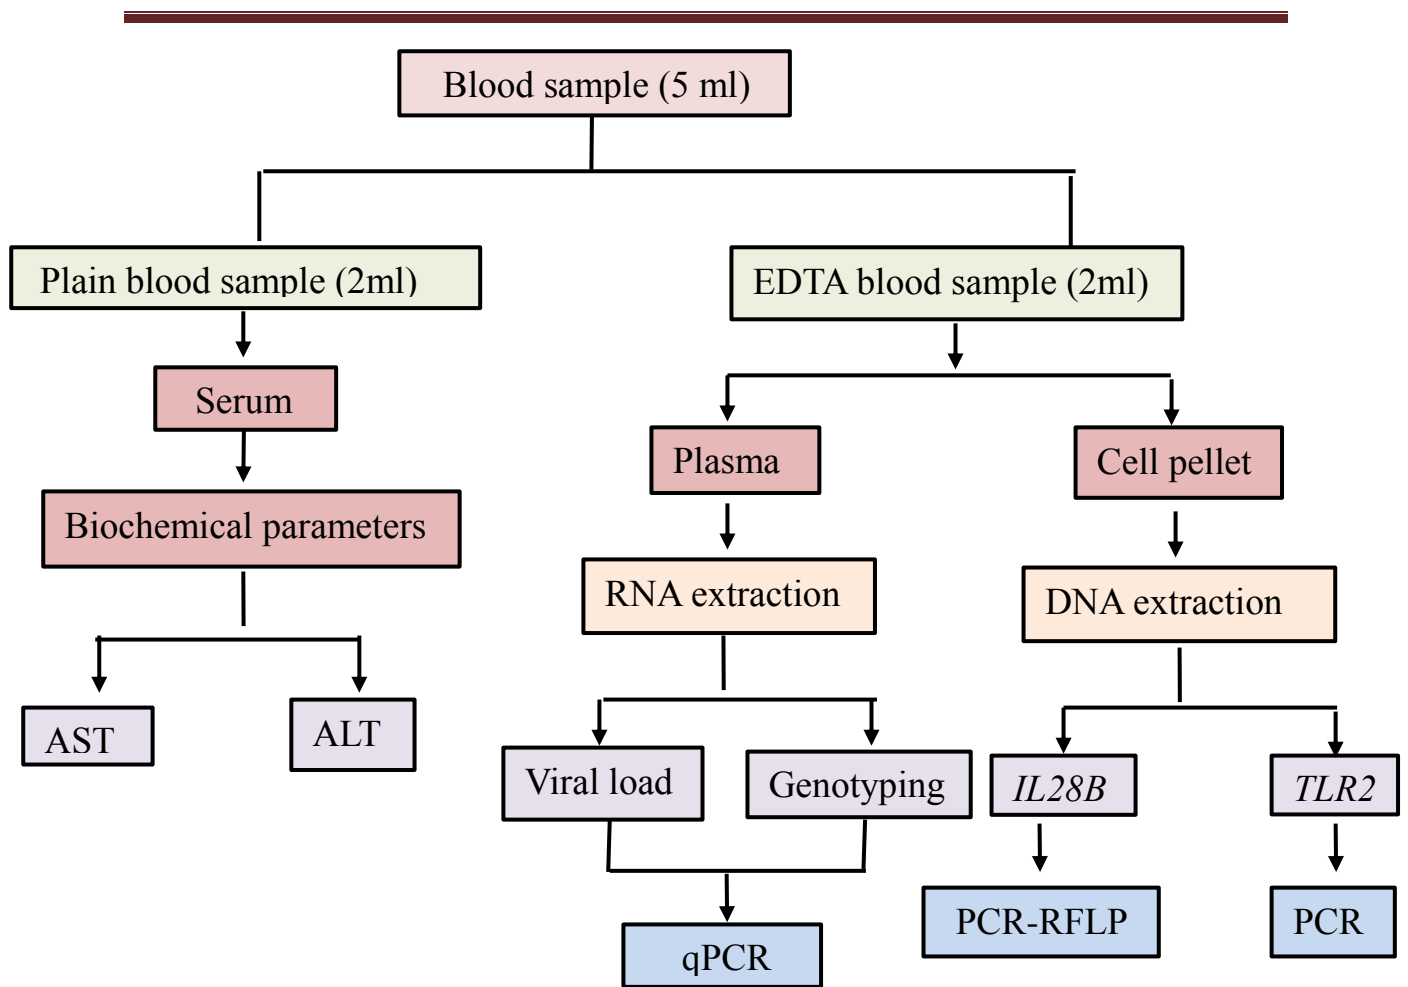 Blood sample (5 ml)
Plain blood sample (2ml)
EDTA blood sample (2ml)
Serum
Plasma
Cell pellet
Biochemical parameters
RNA extraction
DNA extraction
AST
ALT
Viral load
Genotyping
IL28B
TLR2
PCR-RFLP
PCR
qPCR